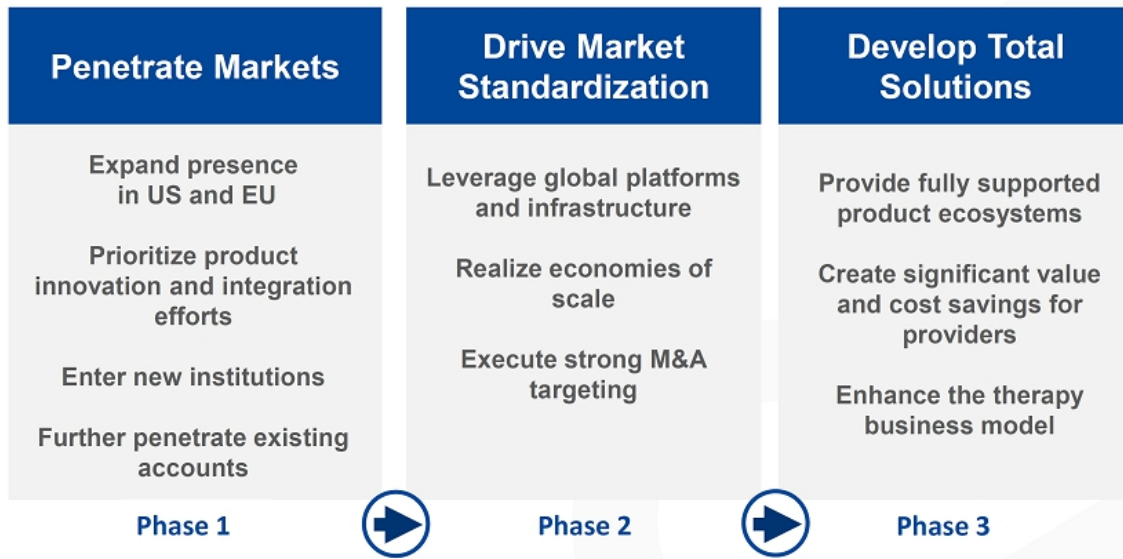 Penetrate Markets
Expand presence
in US and EU
Prioritize product
innovation and integration
efforts
Enter new institutions
Further penetrate existing
accounts
Phase 1
Drive Market
Standardization
Leverage global platforms
and infrastructure
Realize economies of
scale
Execute strong M&A
targeting
Phase 2
Develop Total
Solutions
Provide fully supported
product ecosystems
Create significant value
and cost savings for
providers
Enhance the therapy
business model
Phase 3